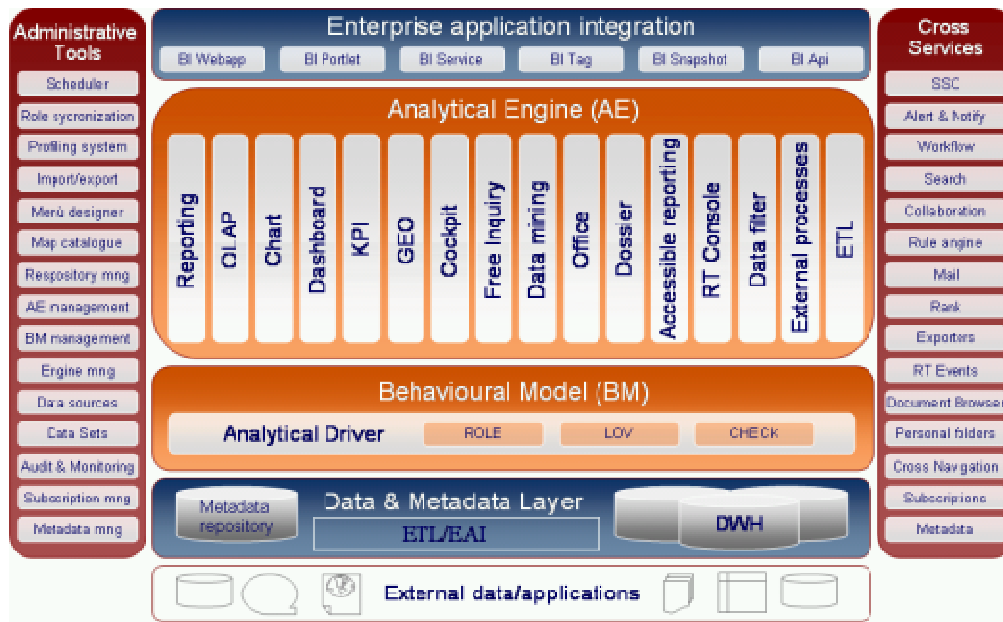 Administrative
Tools
Scheduler
Role sycronization
Profiling system
Import/export
Menù designer
Map catalogue
Respository mng
AE management
BM management
Engine mng
Data sources
Data Sets
Audit & Monitoring
Subscription mng
Metadata mng
Enterprise application integration
BI Webapp
BI Portlet
BI Service
BI Tag
BI Snapshot
BI Api
Analytical Engine (AE)
Reporting
OLAP
Chart
Dashboard
KPI
GEO
Cockpit
Free Inquiry
Data mining
Office
Dossier
Accessible reporting
RT Console
Data filter
External processes
ETL
Behavioural Model (BM)
Analytical Driver
ROLE
LOV
CHECK
Metadata
repository
Data & Metadata Layer
ETL/EAI
DWH
External data/applications
Cross
Services
Alert & Notify
Workflow
Search
Collaboration
Rule angine
Mail
Rank
Exporters
RT Events
Document Browser
Personal folders
Cross Navigation
Subscriptions
Metadata